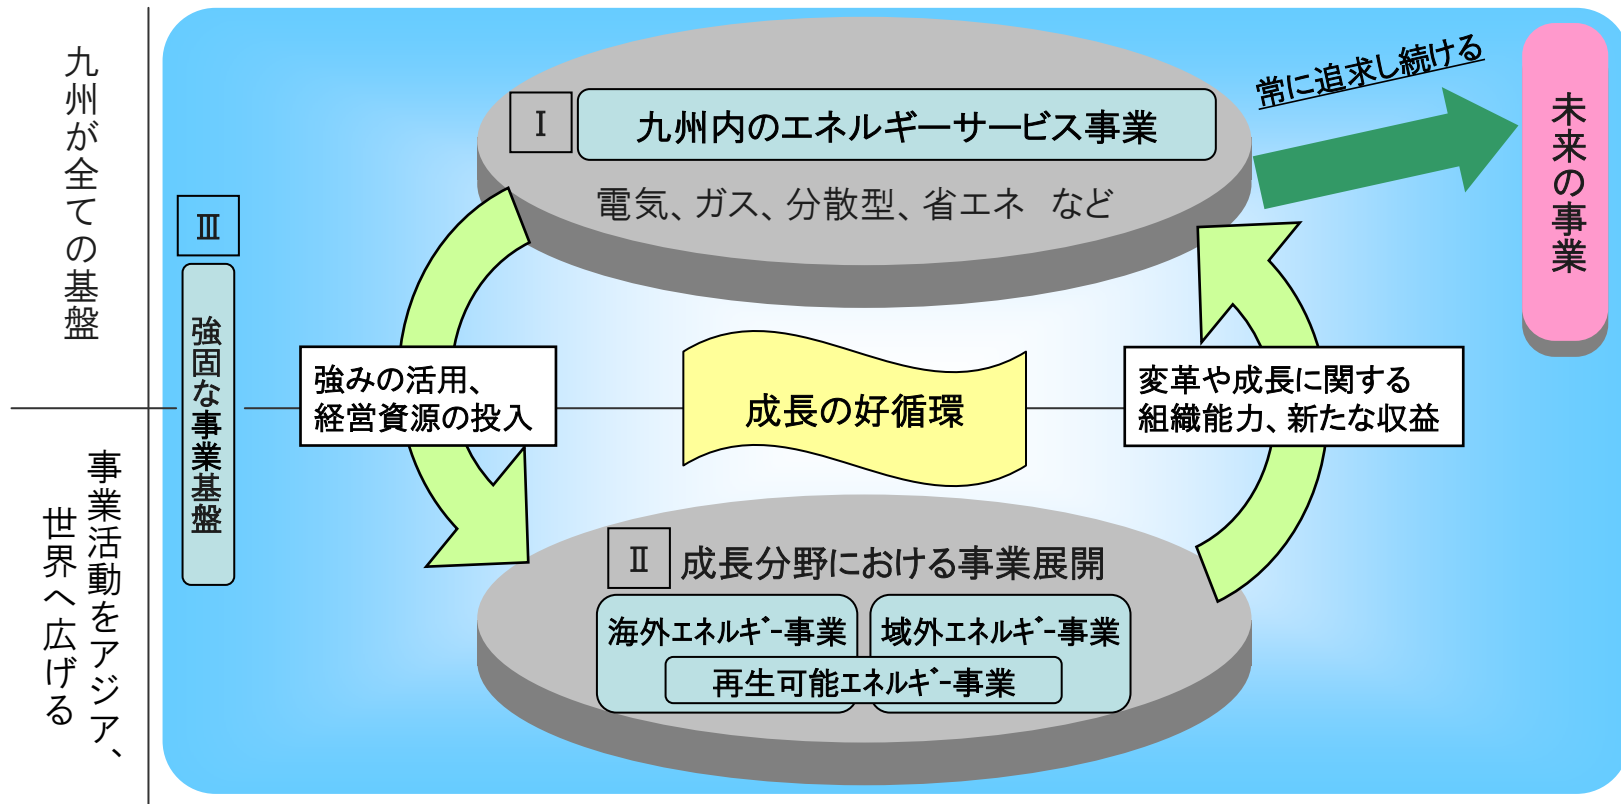 九州が全ての基盤
事業活動をアジア、
世界へ広げる
Ⅰ
九州内のエネルギーサービス事業
電気、ガス、分散型、省エネ　など
常に追求し続ける
未来の事業
Ⅲ
強固な事業基盤
強みの活用、
経営資源の投入
成長の好循環
変革や成長に関する
組織能力、新たな収益
Ⅱ
成長分野における事業展開
海外ｴﾈﾙｷﾞｰ事業
域外ｴﾈﾙｷﾞｰ事業
再生可能ｴﾈﾙｷﾞｰ事業